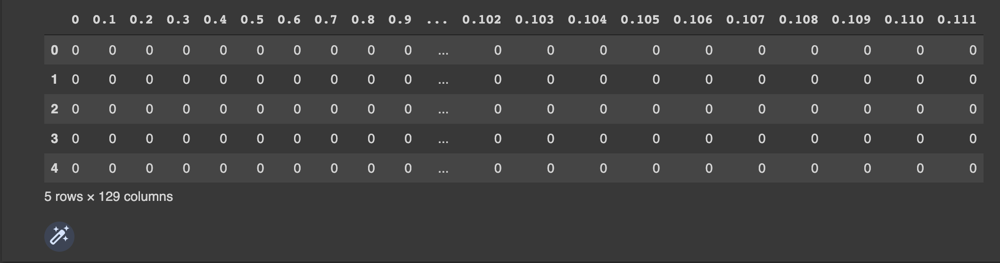 0 0.1 0.2 0.3 0.4 0.5 0.6 0.7 0.8 0.9 ... 0.102 0.103 0.104 0.105 0.106 0.107 0.108 0.109 0.110 0.111
0 0 0 0 0 0 0 0 0 0 0 ... 0 0 0 0 0 0 0 0 0 0
1 0 0 0 0 0 0 0 0 0 0 ... 0 0 0 0 0 0 0 0 0 0
2 0 0 0 0 0 0 0 0 0 0 ... 0 0 0 0 0 0 0 0 0 0
3 0 0 0 0 0 0 0 0 0 0 ... 0 0 0 0 0 0 0 0 0 0
4 0 0 0 0 0 0 0 0 0 0 ... 0 0 0 0 0 0 0 0 0 0
5 rows × 129 columns